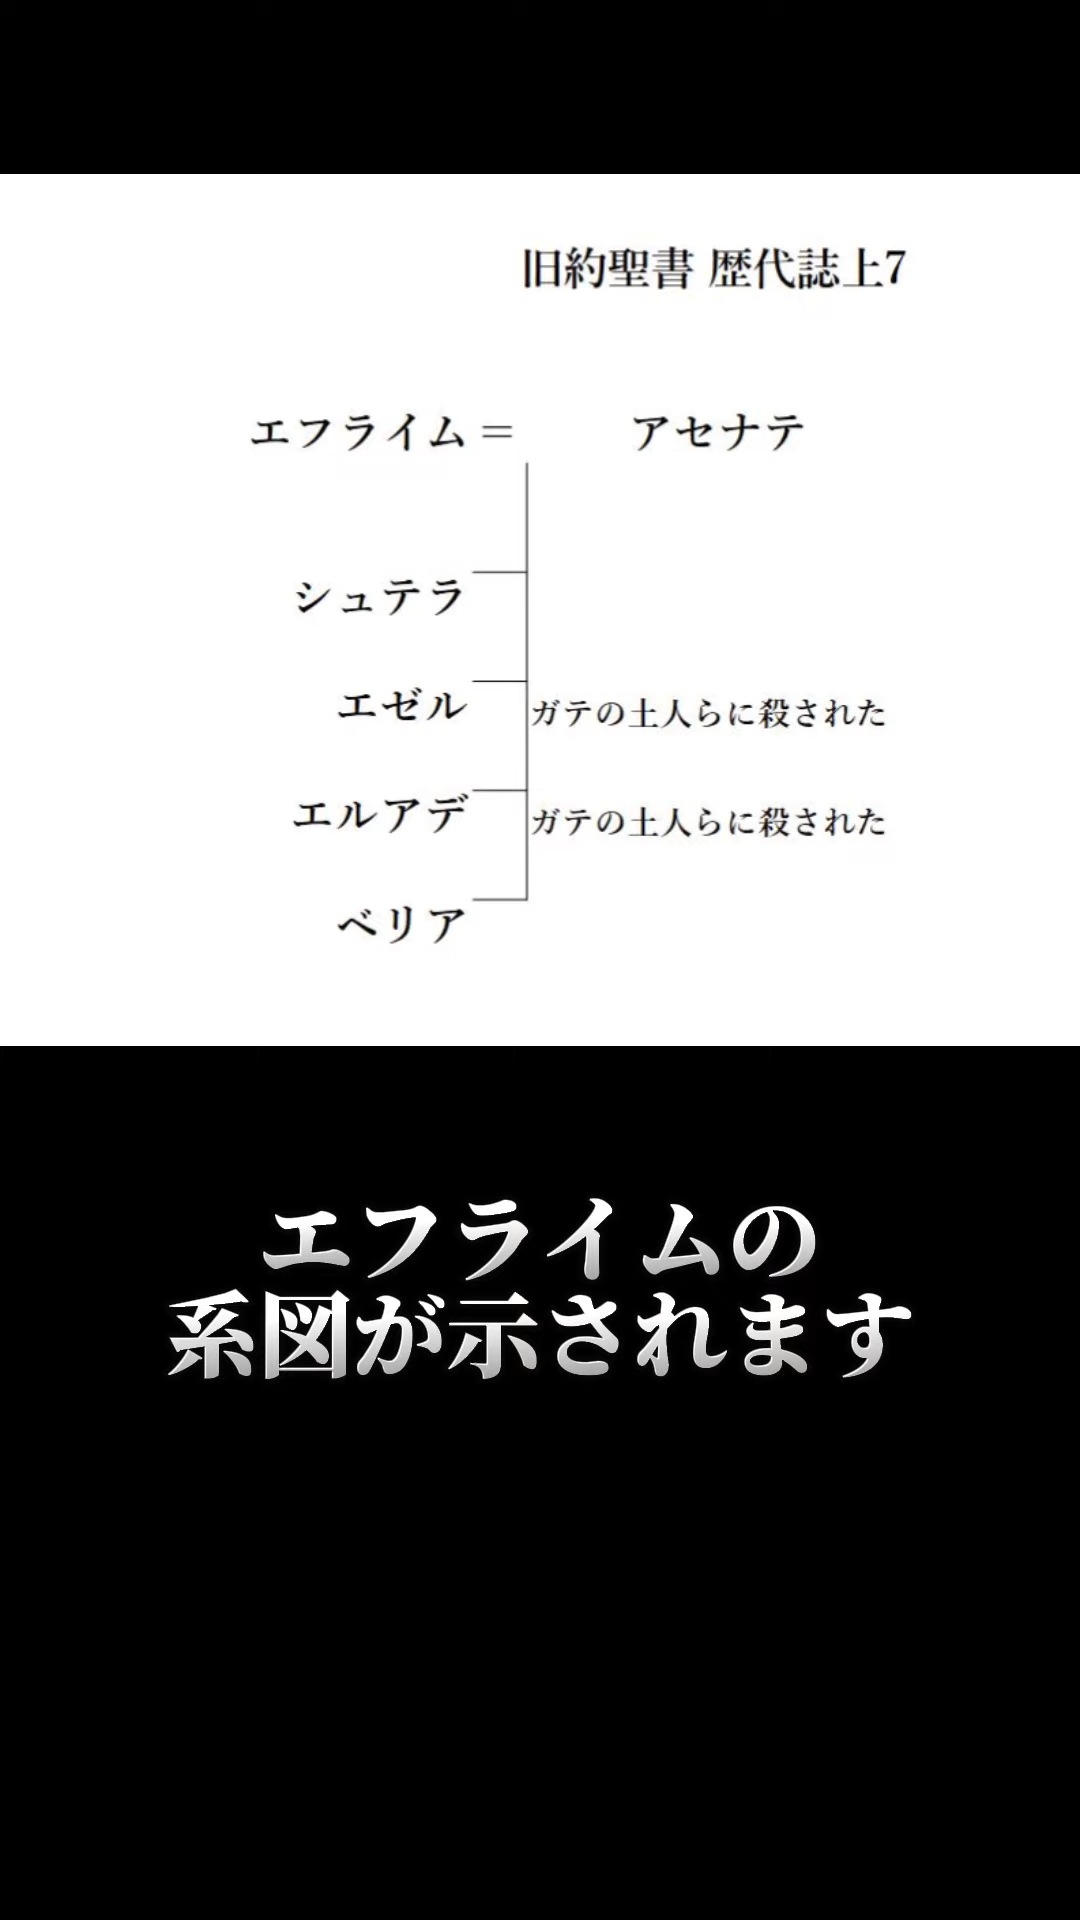 旧約聖書 歴代誌上7
エフライム＝ アセナテ
シュテラ
エゼル ガテの土人らに殺された
エルアデ ガテの土人らに殺された
ベリア
エフライムの
系図が示されます